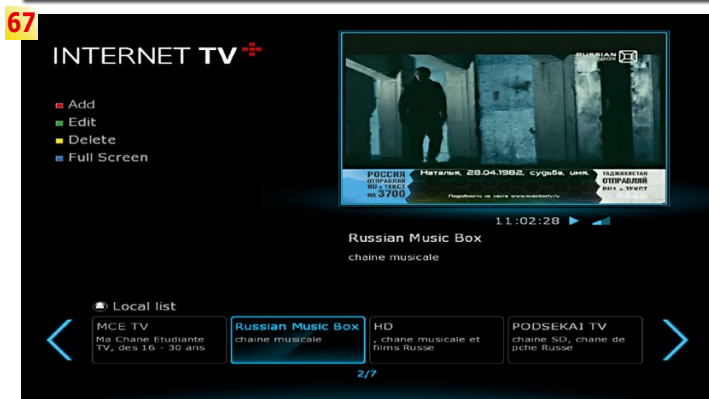 67
INTERNET TV
Add
Edit
Delete
Full Screen
RUSSIAN
BOX
РОССИЯ
ОТПРАВЛЯЙ
RU + ТЕКСТ
НА 3700
Наталья, 28.04.1982, судьба, имя.
ТАДЖИКИСТАН
ОТПРАВЛЯЙ
RU1 + ТЕКСТ
11:02:28
Russian Music Box
chaine musicale
Local list
MCE TV
Ma Chane Etudiante
TV, des 16 - 30 ans
Russian Music Box
chaine musicale
HD
, chane musicale et
films Russe
PODSEKAI TV
chaine SD, chane de
pche Russe
2/7